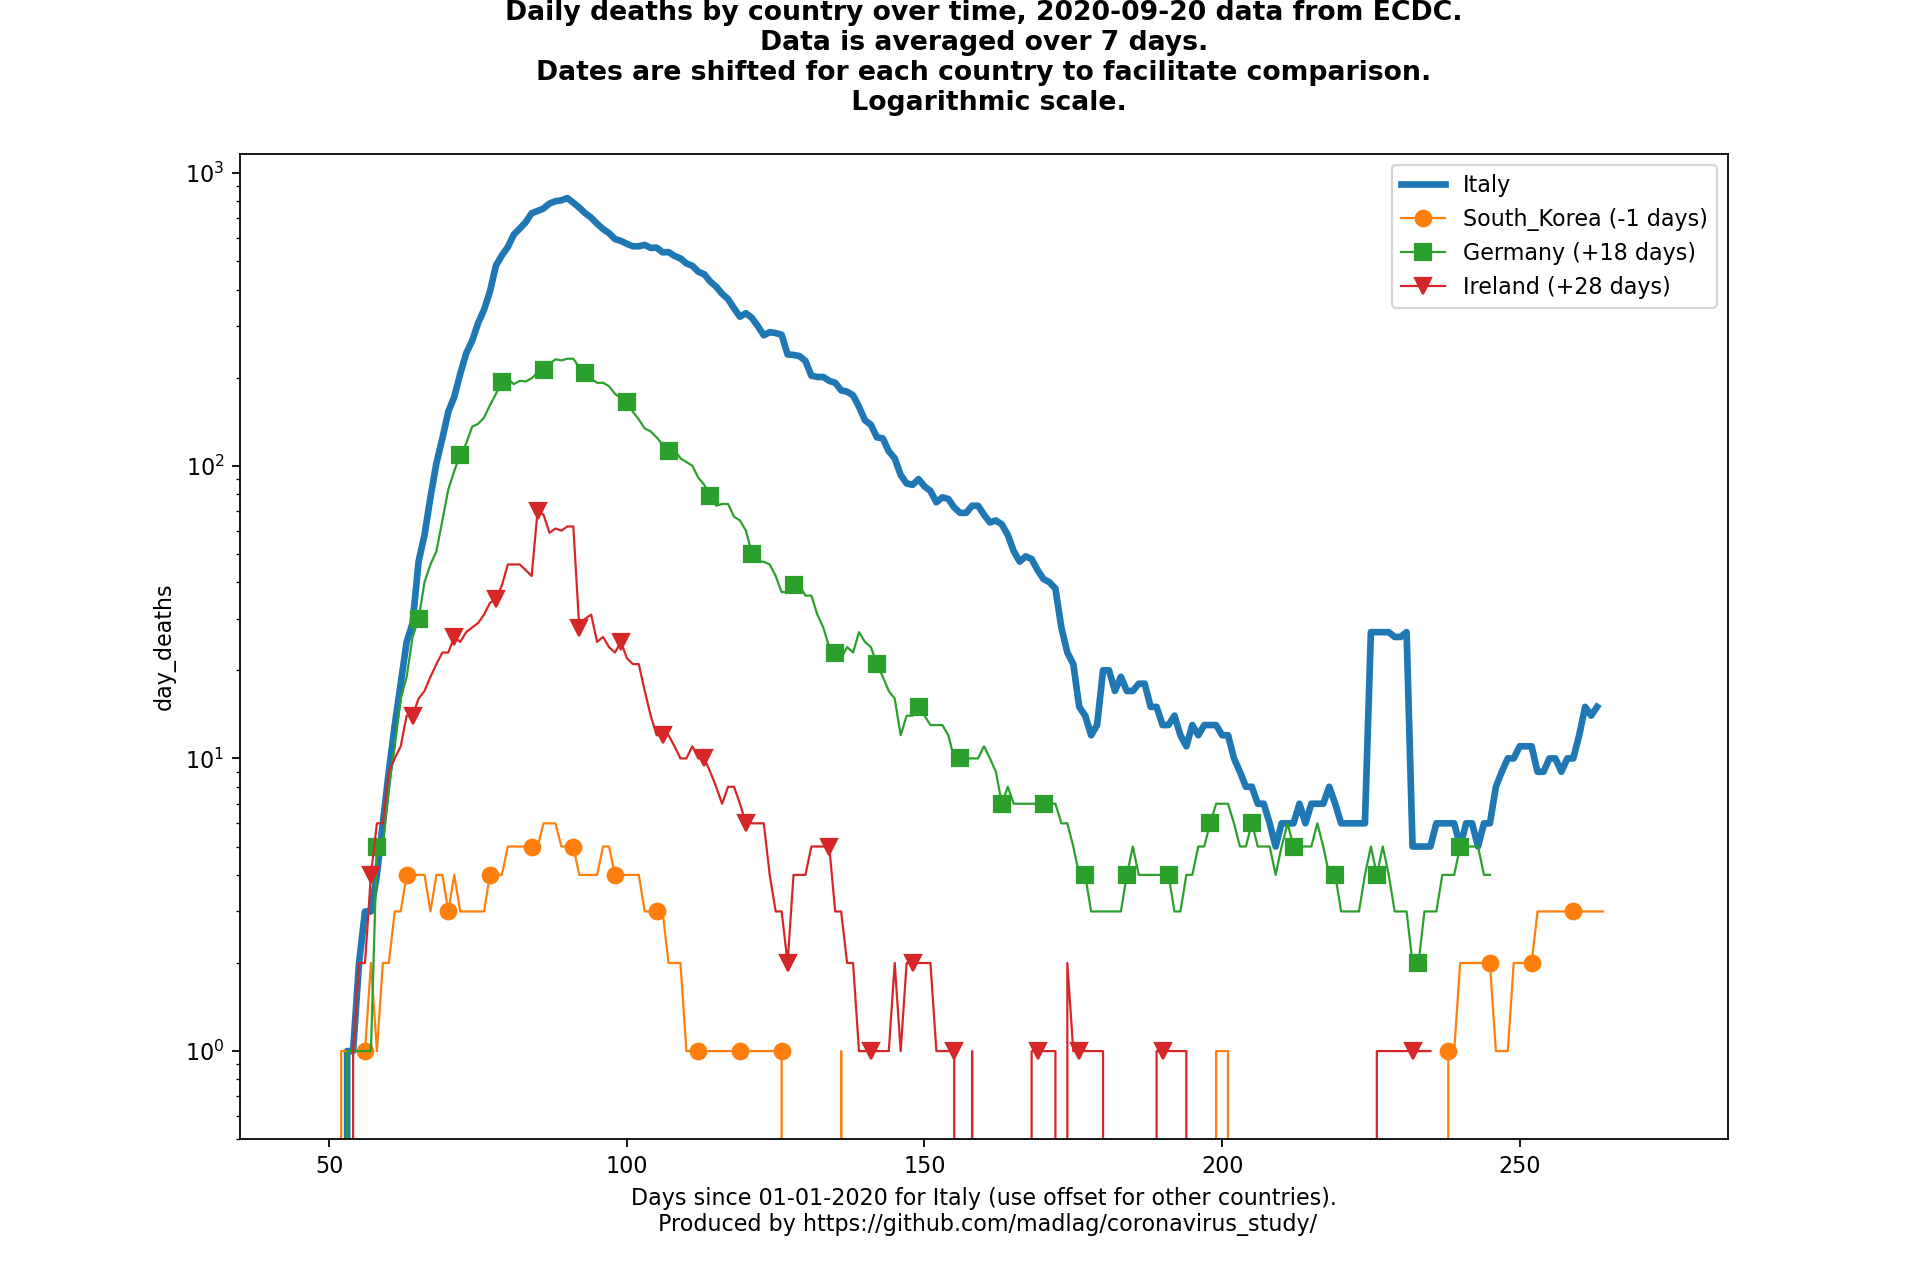 Daily deaths by country over time, 2020-09-20 data from ECDC.
Data is averaged over 7 days.
Dates are shifted for each country to facilitate comparison.
Logarithmic scale.
10³
10²
10¹
10⁰
day_deaths
Italy
South_Korea (-1 days)
Germany (+18 days)
Ireland (+28 days)
50 100 150 200 250
Days since 01-01-2020 for Italy (use offset for other countries).
Produced by https://github.com/madlag/coronavirus_study/